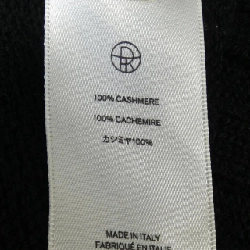 100% CASHMERE
100% CACHEMIRE
カシミヤ100%
MADE IN ITALY
FABRIQUÉ EN ITALIE